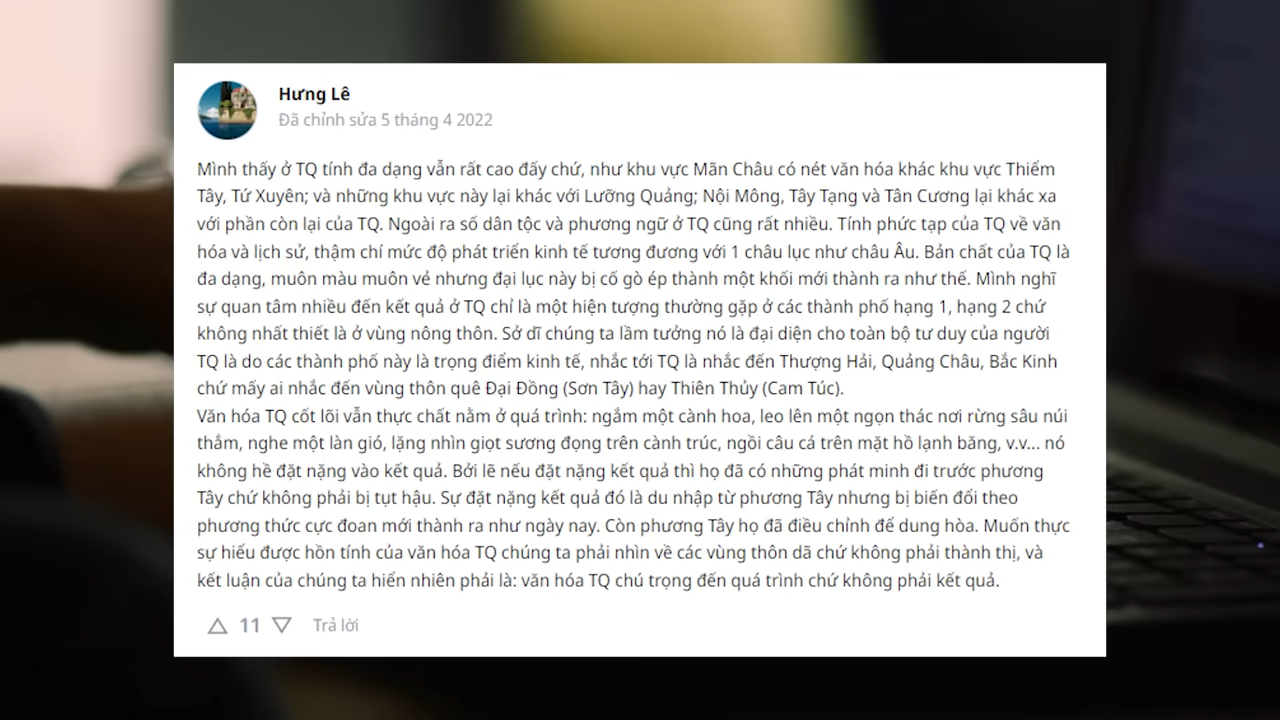 Hưng Lê
Đã chỉnh sửa 5 tháng 4 2022
Mình thấy ở TQ tính đa dạng vẫn rất cao đấy chứ, như khu vực Mãn Châu có nét văn hóa khác khu vực Thiểm
Tây, Tứ Xuyên; và những khu vực này lại khác với Lưỡng Quảng; Nội Mông, Tây Tạng và Tân Cương lại khác xa
với phần còn lại của TQ. Ngoài ra số dân tộc và phương ngữ ở TQ cũng rất nhiều. Tính phức tạp của TQ về văn
hóa và lịch sử, thậm chí mức độ phát triển kinh tế tương đương với 1 châu lục như châu Âu. Bản chất của TQ là
đa dạng, muôn màu muôn vẻ nhưng đại lục này bị cố gò ép thành một khối mới thành ra như thế. Mình nghĩ
sự quan tâm nhiều đến kết quả ở TQ chỉ là một hiện tượng thường gặp ở các thành phố hạng 1, hạng 2 chứ
không nhất thiết là ở vùng nông thôn. Sở dĩ chúng ta lầm tưởng nó là đại diện cho toàn bộ tư duy của người
TQ là do các thành phố này là trọng điểm kinh tế, nhắc tới TQ là nhắc đến Thượng Hải, Quảng Châu, Bắc Kinh
chứ mấy ai nhắc đến vùng thôn quê Đại Đồng (Sơn Tây) hay Thiên Thủy (Cam Túc).
Văn hóa TQ cốt lõi vẫn thực chất nằm ở quá trình: ngắm một cành hoa, leo lên một ngọn thác nơi rừng sâu núi
thẳm, nghe một làn gió, lặng nhìn giọt sương đọng trên cành trúc, ngồi câu cá trên mặt hồ lạnh băng, v.v... nó
không hề đặt nặng vào kết quả. Bởi lẽ nếu đặt nặng kết quả thì họ đã có những phát minh đi trước phương
Tây chứ không phải bị tụt hậu. Sự đặt nặng kết quả đó là du nhập từ phương Tây nhưng bị biến đổi theo
phương thức cực đoan mới thành ra như ngày nay. Còn phương Tây họ đã điều chỉnh để dung hòa. Muốn thực
sự hiểu được hồn tính của văn hóa TQ chúng ta phải nhìn về các vùng thôn dã chứ không phải thành thị, và
kết luận của chúng ta hiển nhiên phải là: văn hóa TQ chú trọng đến quá trình chứ không phải kết quả.
11 Trả lời